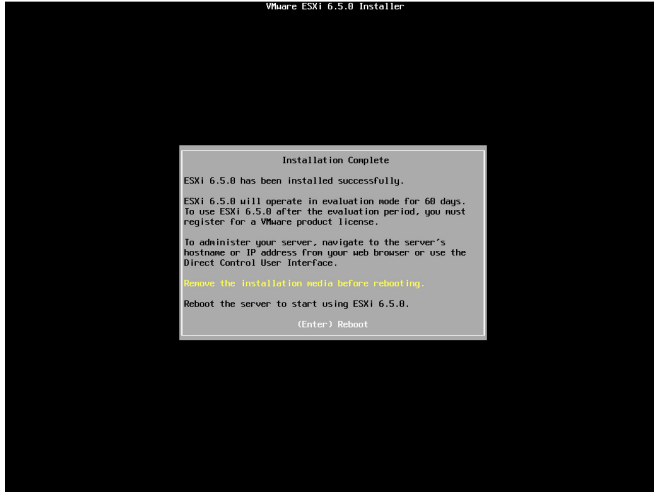 VMware ESXi 6.5.0 Installer
Installation Complete
ESXi 6.5.0 has been installed successfully.
ESXi 6.5.0 will operate in evaluation mode for 60 days.
To use ESXi 6.5.0 after the evaluation period, you must
register for a VMware product license.
To administer your server, navigate to the server's
hostname or IP address from your web browser or use the
Direct Control User Interface.
Remove the installation media before rebooting.
Reboot the server to start using ESXi 6.5.0.
(Enter) Reboot